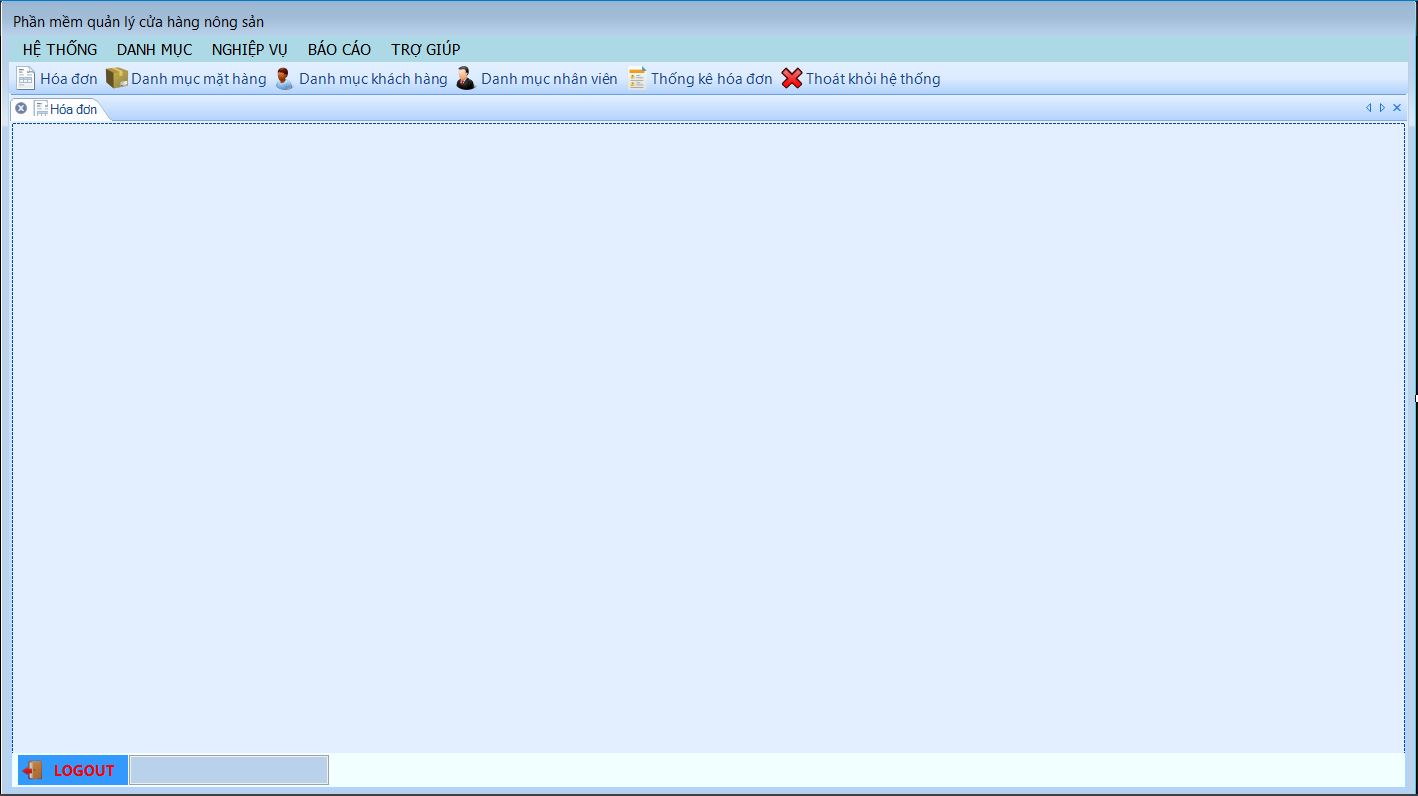 Phần mềm quản lý cửa hàng nông sản
HỆ THỐNG DANH MỤC NGHIỆP VỤ BÁO CÁO TRỢ GIÚP
Hóa đơn Danh mục mặt hàng Danh mục khách hàng Danh mục nhân viên Thống kê hóa đơn Thoát khỏi hệ thống
Hóa đơn
LOGOUT